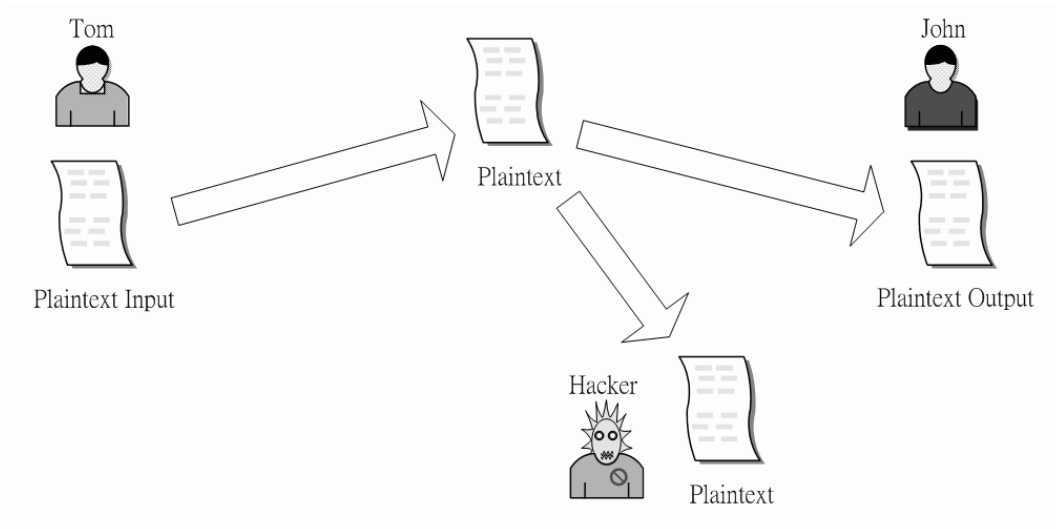 Tom
John
Plaintext
Plaintext Input
Plaintext Output
Hacker
Plaintext